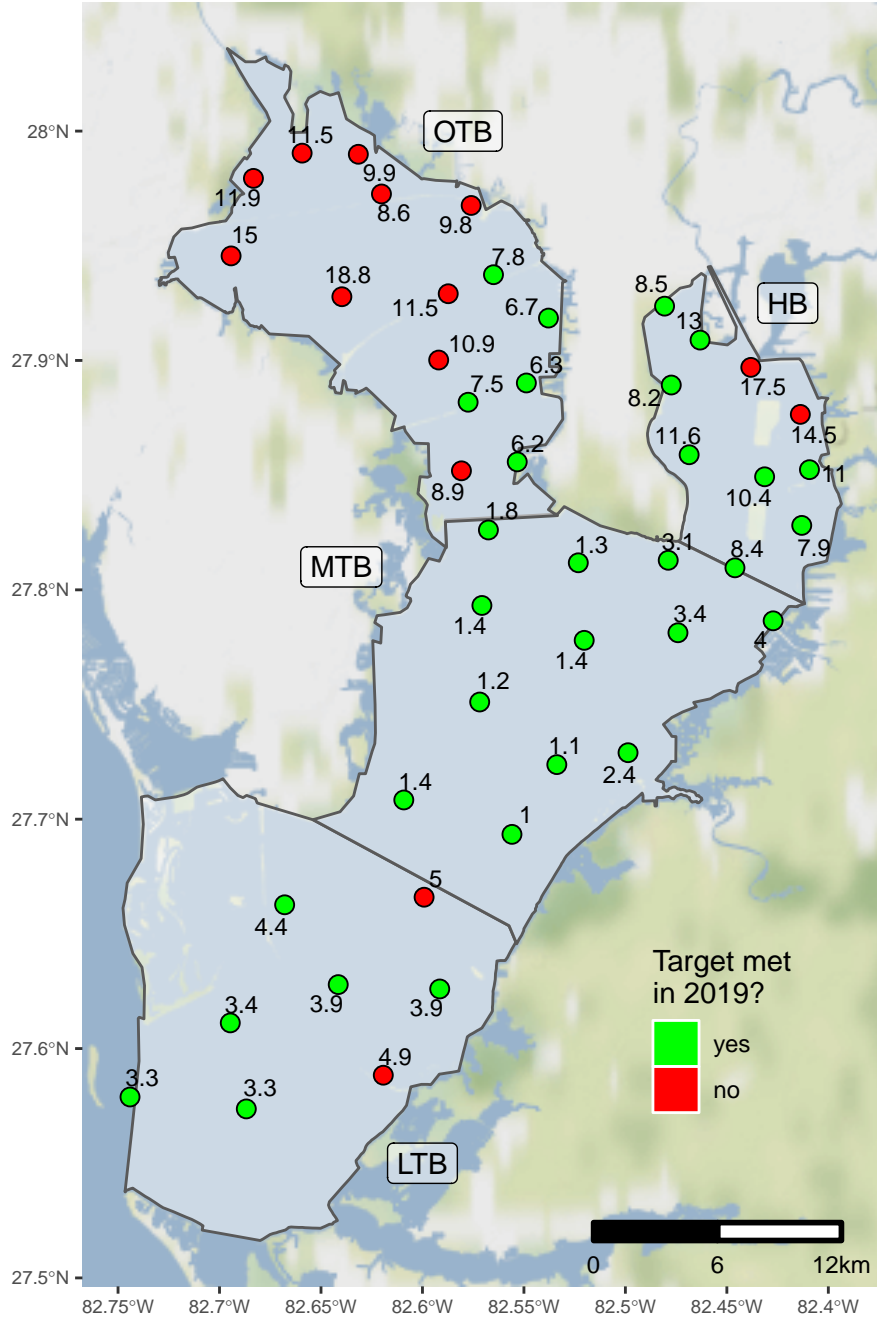 28°N
27.9°N
27.8°N
27.7°N
27.6°N
27.5°N
OTB
11.5
9.9
11.9
8.6
9.8
15
7.8
18.8
11.5
6.7
10.9
6.3
7.5
6.2
8.9
HB
8.5
13
17.5
8.2
14.5
11.6
11
10.4
7.9
8.4
MTB
1.8
1.3
3.1
1.4
1.4
3.4
4
1.2
1.1
2.4
1.4
1
5
4.4
3.9
3.9
3.4
4.9
3.3
3.3
LTB
Target met
in 2019?
yes
no
0 6 12km
82.75°W 82.7°W 82.65°W 82.6°W 82.55°W 82.5°W 82.45°W 82.4°W